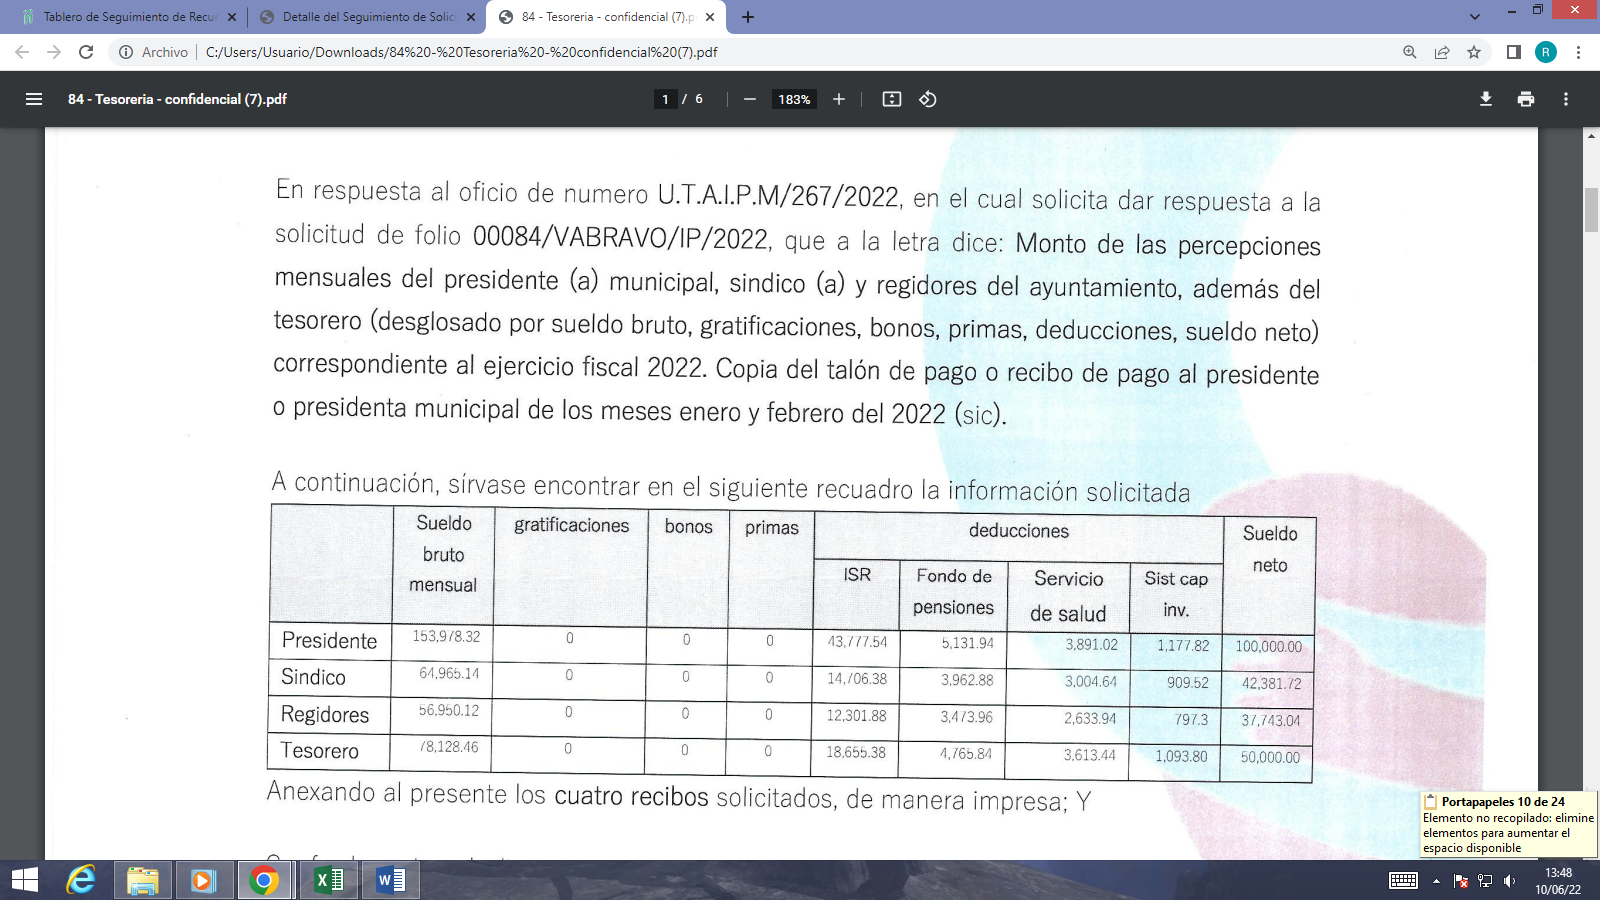 Tablero de Seguimiento de Recur
Detalle del Seguimiento de Solici
84 - Tesoreria - confidencial (7).p
Archivo
C:/Users/Usuario/Downloads/84%20-%20Tesoreria%20-%20confidencial%20(7).pdf
R
84 - Tesoreria - confidencial (7).pdf
1 / 6
183%
En respuesta al oficio de numero U.T.A.I.P.M/267/2022, en el cual solicita dar respuesta a la
solicitud de folio 00084/VABRAVO/IP/2022, que a la letra dice: Monto de las percepciones
mensuales del presidente (a) municipal, sindico (a) y regidores del ayuntamiento, además del
tesorero (desglosado por sueldo bruto, gratificaciones, bonos, primas, deducciones, sueldo neto)
correspondiente al ejercicio fiscal 2022. Copia del talón de pago o recibo de pago al presidente
o presidenta municipal de los meses enero y febrero del 2022 (sic).
A continuación, sírvase encontrar en el siguiente recuadro la información solicitada
Sueldo bruto mensual gratificaciones bonos primas deducciones Sueldo neto
ISR Fondo de pensiones Servicio de salud Sist cap inv.
Presidente 153,978.32 0 0 0 43,777.54 5,131.94 3,891.02 1,177.82 100,000.00
Sindico 64,965.14 0 0 0 14,706.38 3,962.88 3,004.64 909.52 42,381.72
Regidores 56,950.12 0 0 0 12,301.88 3,473.96 2,633.94 797.3 37,743.04
Tesorero 78,128.46 0 0 0 18,655.38 4,765.84 3,613.44 1,093.80 50,000.00
Anexando al presente los cuatro recibos solicitados, de manera impresa; Y
Portapapeles 10 de 24
Elemento no recopilado: elimine
elementos para aumentar el
espacio disponible
13:48
10/06/22